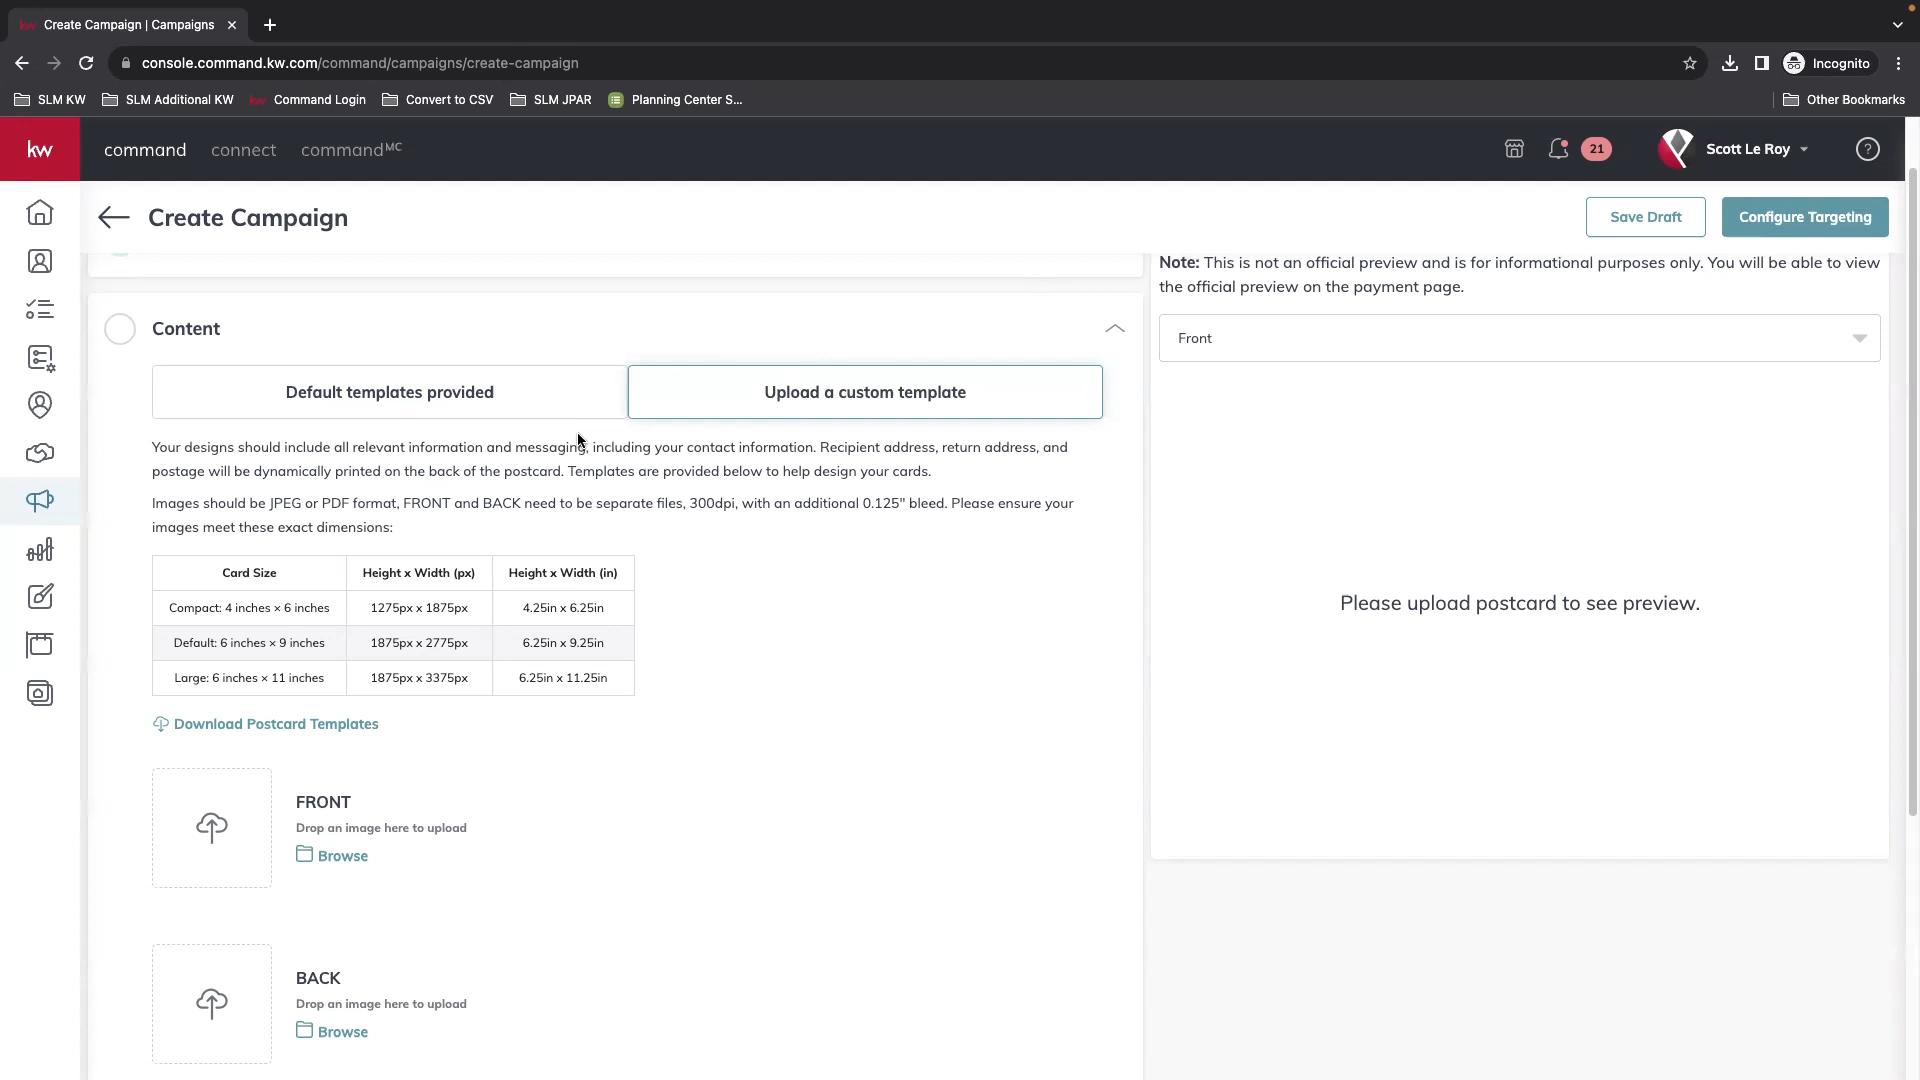 Create Campaign | Campaigns
console.command.kw.com/command/campaigns/create-campaign
Incognito
SLM KW
SLM Additional KW
kw Command Login
Convert to CSV
SLM JPAR
Planning Center S...
Other Bookmarks
kw
command
connect
commandMC
21
Scott Le Roy
?
Create Campaign
Save Draft
Configure Targeting
Note: This is not an official preview and is for informational purposes only. You will be able to view
the official preview on the payment page.
Front
Please upload postcard to see preview.
Content
Default templates provided
Upload a custom template
Your designs should include all relevant information and messaging, including your contact information. Recipient address, return address, and
postage will be dynamically printed on the back of the postcard. Templates are provided below to help design your cards.
Images should be JPEG or PDF format, FRONT and BACK need to be separate files, 300dpi, with an additional 0.125" bleed. Please ensure your
images meet these exact dimensions:
Card Size Height x Width (px) Height x Width (in)
Compact: 4 inches × 6 inches 1275px x 1875px 4.25in x 6.25in
Default: 6 inches × 9 inches 1875px x 2775px 6.25in x 9.25in
Large: 6 inches × 11 inches 1875px x 3375px 6.25in x 11.25in
Download Postcard Templates
FRONT
Drop an image here to upload
Browse
BACK
Drop an image here to upload
Browse